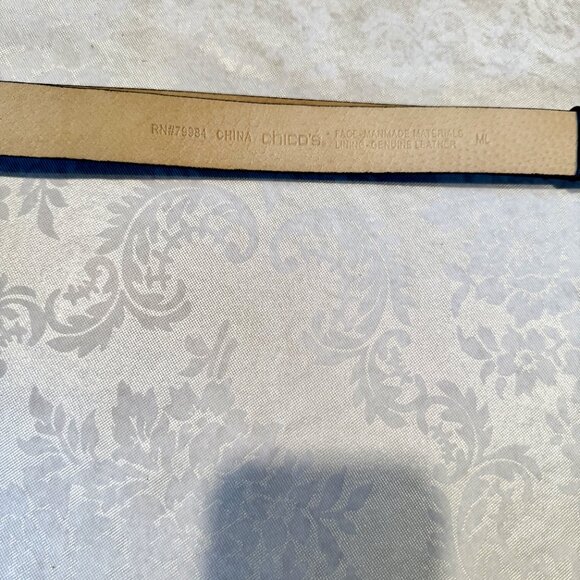 RN#79984 CHINA chico's FACE-MANMADE MATERIALS
LINING-GENUINE LEATHER ML